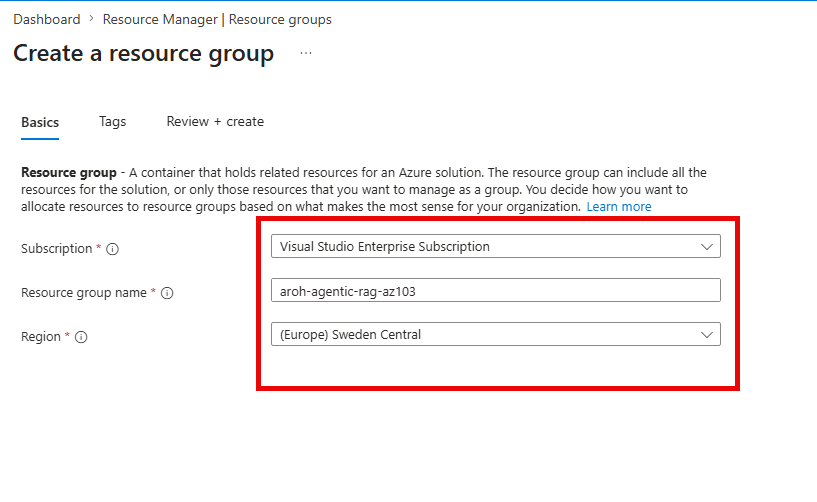 Dashboard > Resource Manager | Resource groups
Create a resource group ...
Basics Tags Review + create
Resource group - A container that holds related resources for an Azure solution. The resource group can include all the
resources for the solution, or only those resources that you want to manage as a group. You decide how you want to
allocate resources to resource groups based on what makes the most sense for your organization. Learn more
Subscription * Visual Studio Enterprise Subscription
Resource group name * aroh-agentic-rag-az103
Region * (Europe) Sweden Central